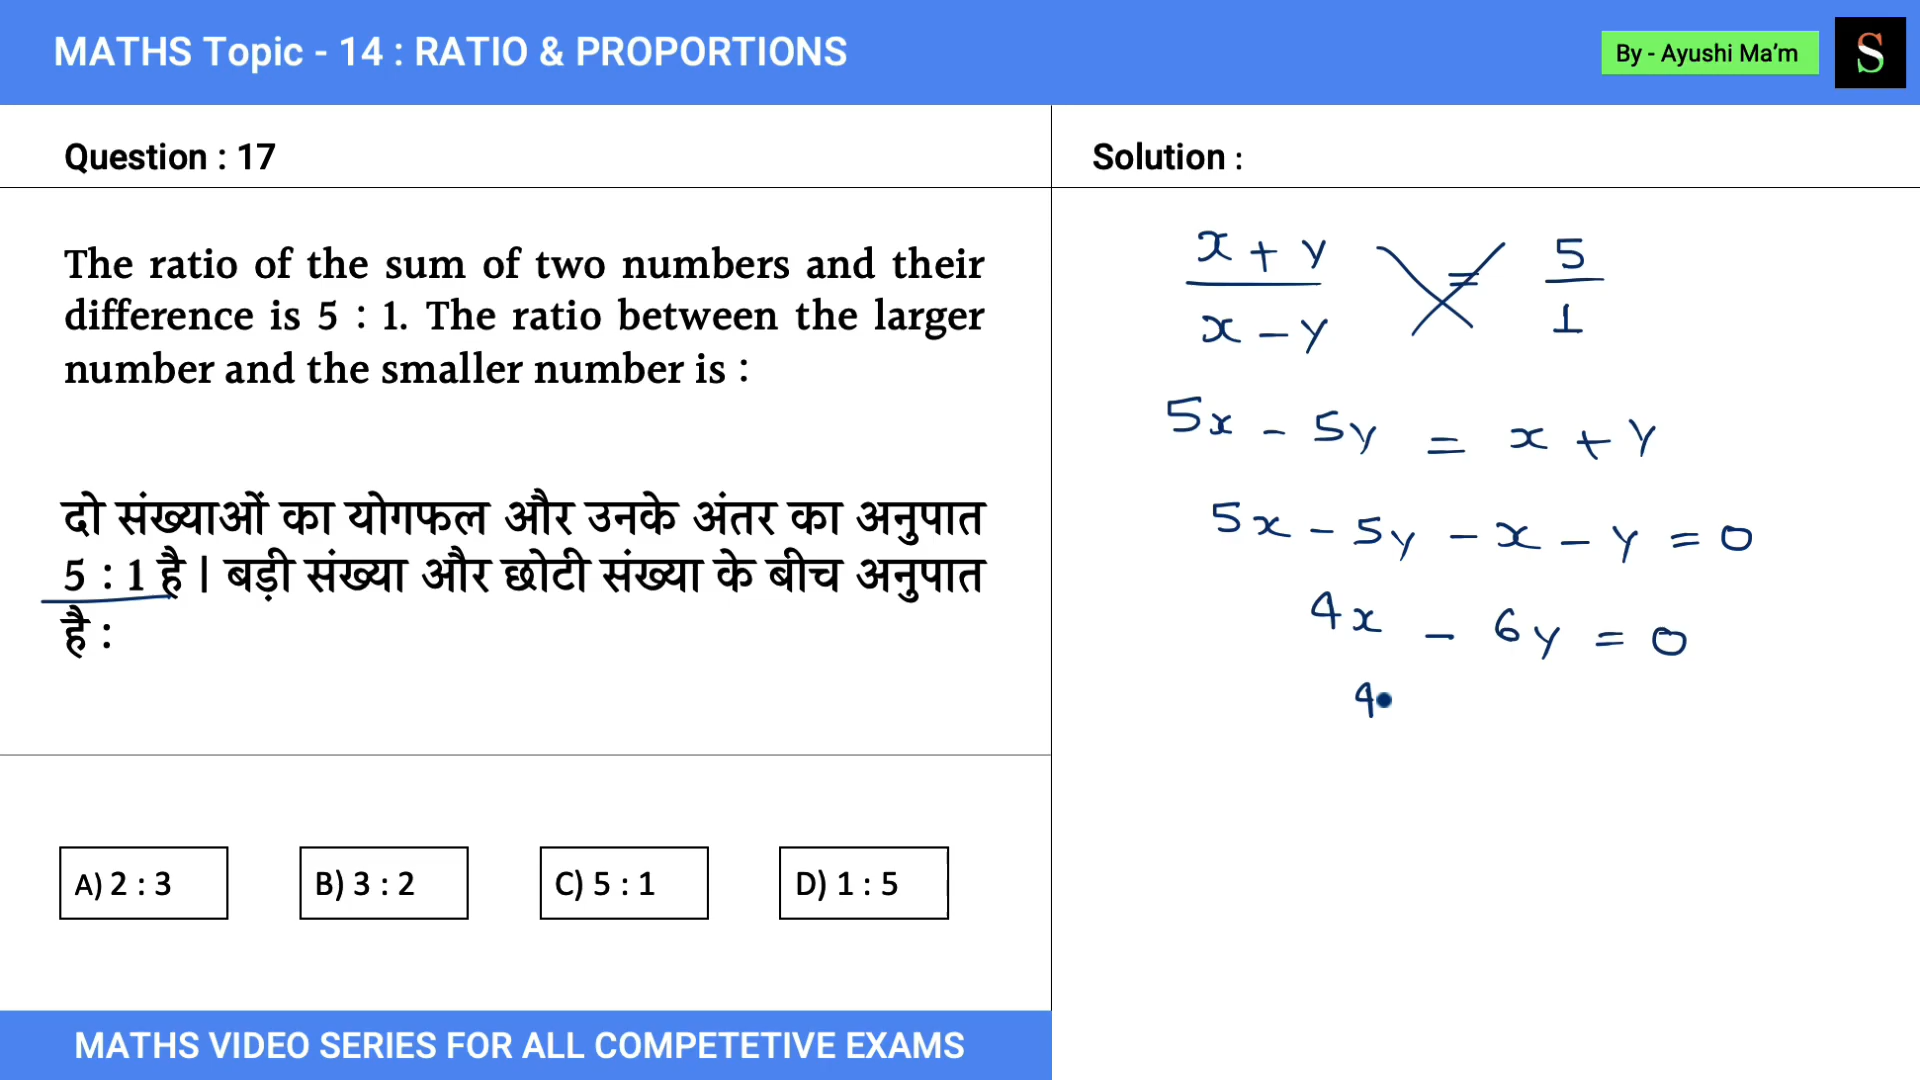 MATHS Topic - 14 : RATIO & PROPORTIONS
By - Ayushi Ma’m
S
Question : 17
The ratio of the sum of two numbers and their
difference is 5 : 1. The ratio between the larger
number and the smaller number is :
दो संख्याओं का योगफल और उनके अंतर का अनुपात
5 : 1 है | बड़ी संख्या और छोटी संख्या के बीच अनुपात
है :
A) 2 : 3
B) 3 : 2
C) 5 : 1
D) 1 : 5
MATHS VIDEO SERIES FOR ALL COMPETETIVE EXAMS
Solution :
x + y = 5
x - y 1
5x - 5y = x + y
5x - 5y - x - y = 0
4x - 6y = 0
4